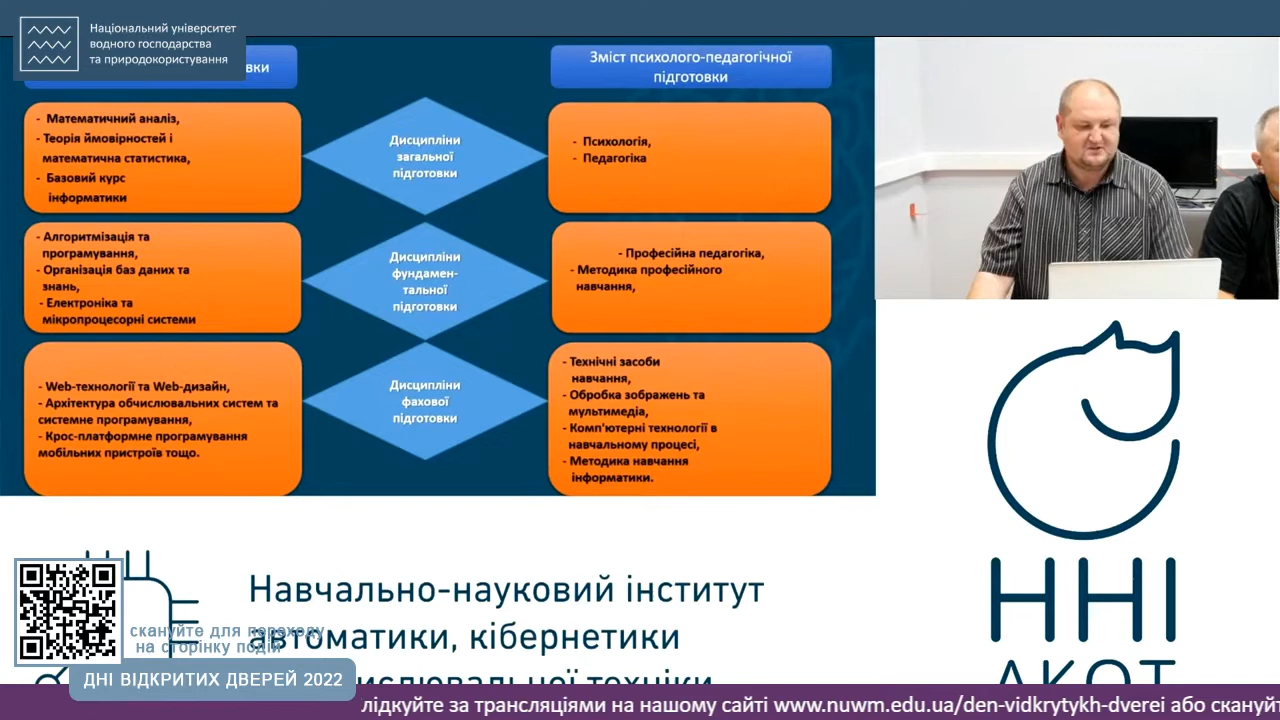 Національний університет
водного господарства
та природокористування
вки
Зміст психолого-педагогічної
підготовки
- Математичний аналіз,
- Теорія ймовірностей і
математична статистика,
- Базовий курс
інформатики
Дисципліни
загальної
підготовки
- Психологія,
- Педагогіка
- Алгоритмізація та
програмування,
- Організація баз даних та
знань,
- Електроніка та
мікропроцесорні системи
Дисципліни
фундамен-
тальної
підготовки
- Професійна педагогіка,
- Методика професійного
навчання,
- Web-технології та Web-дизайн,
- Архітектура обчислювальних систем та
системне програмування,
- Крос-платформне програмування
мобільних пристроїв тощо.
Дисципліни
фахової
підготовки
- Технічні засоби
навчання,
- Обробка зображень та
мультимедіа,
- Комп'ютерні технології в
навчальному процесі,
- Методика навчання
інформатики.
Навчально-науковий інститут
автоматики, кібернетики
ислювальної техніки
ННІ
АКОТ
скануйте для переходу
на сторінку події
ДНІ ВІДКРИТИХ ДВЕРЕЙ 2022
лідкуйте за трансляціями на нашому сайті www.nuwm.edu.ua/den-vidkrytykh-dverei або скануйт